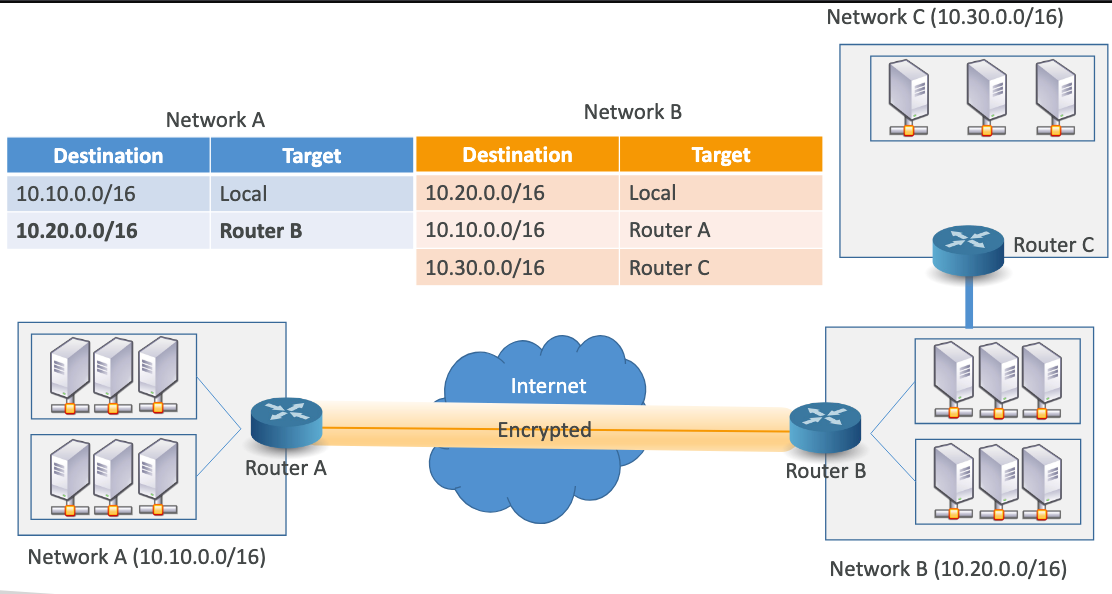 Network C (10.30.0.0/16)
Network A
Network B
Destination Target
10.10.0.0/16 Local
10.20.0.0/16 Router B
Destination Target
10.20.0.0/16 Local
10.10.0.0/16 Router A
10.30.0.0/16 Router C
Router C
Internet
Encrypted
Router A
Router B
Network A (10.10.0.0/16)
Network B (10.20.0.0/16)